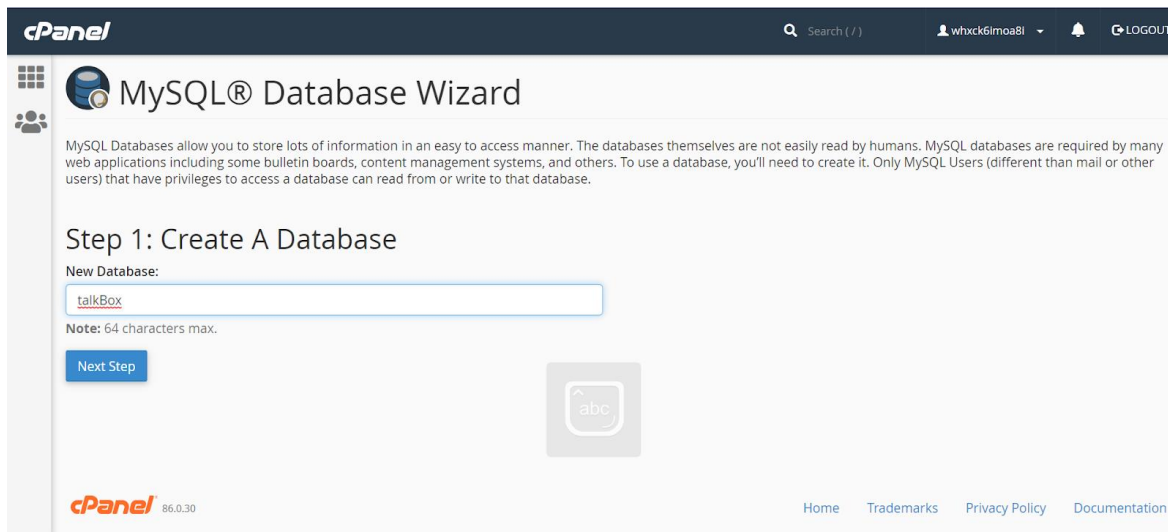 cPanel
Search ( / )
whxck6imoa8l
LOGOUT
MySQL® Database Wizard
MySQL Databases allow you to store lots of information in an easy to access manner. The databases themselves are not easily read by humans. MySQL databases are required by many
web applications including some bulletin boards, content management systems, and others. To use a database, you’ll need to create it. Only MySQL Users (different than mail or other
users) that have privileges to access a database can read from or write to that database.
Step 1: Create A Database
New Database:
talkBox
Note: 64 characters max.
Next Step
abc
cPanel 86.0.30
Home Trademarks Privacy Policy Documentation